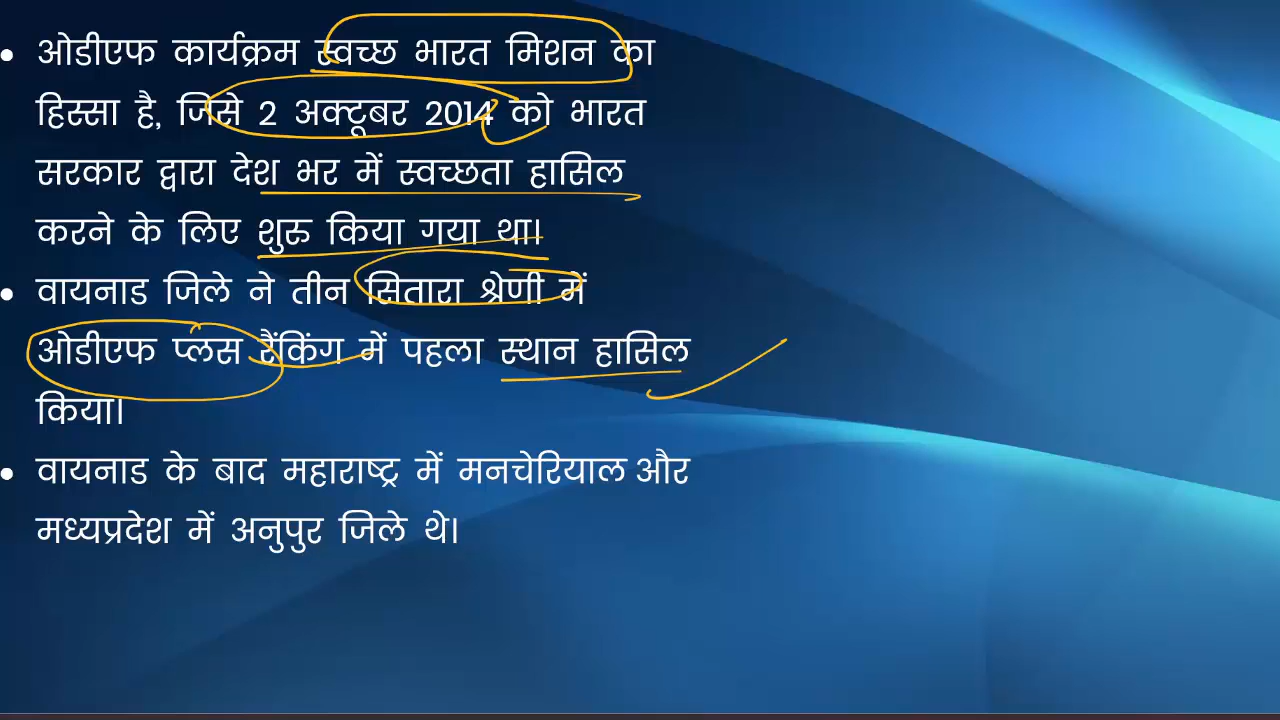 • ओडीएफ कार्यक्रम स्वच्छ भारत मिशन का
हिस्सा है, जिसे 2 अक्टूबर 2014 को भारत
सरकार द्वारा देश भर में स्वच्छता हासिल
करने के लिए शुरु किया गया था।
• वायनाड जिले ने तीन सितारा श्रेणी में
ओडीएफ प्लस रैंकिंग में पहला स्थान हासिल
किया।
• वायनाड के बाद महाराष्ट्र में मनचेरियाल और
मध्यप्रदेश में अनुपुर जिले थे।